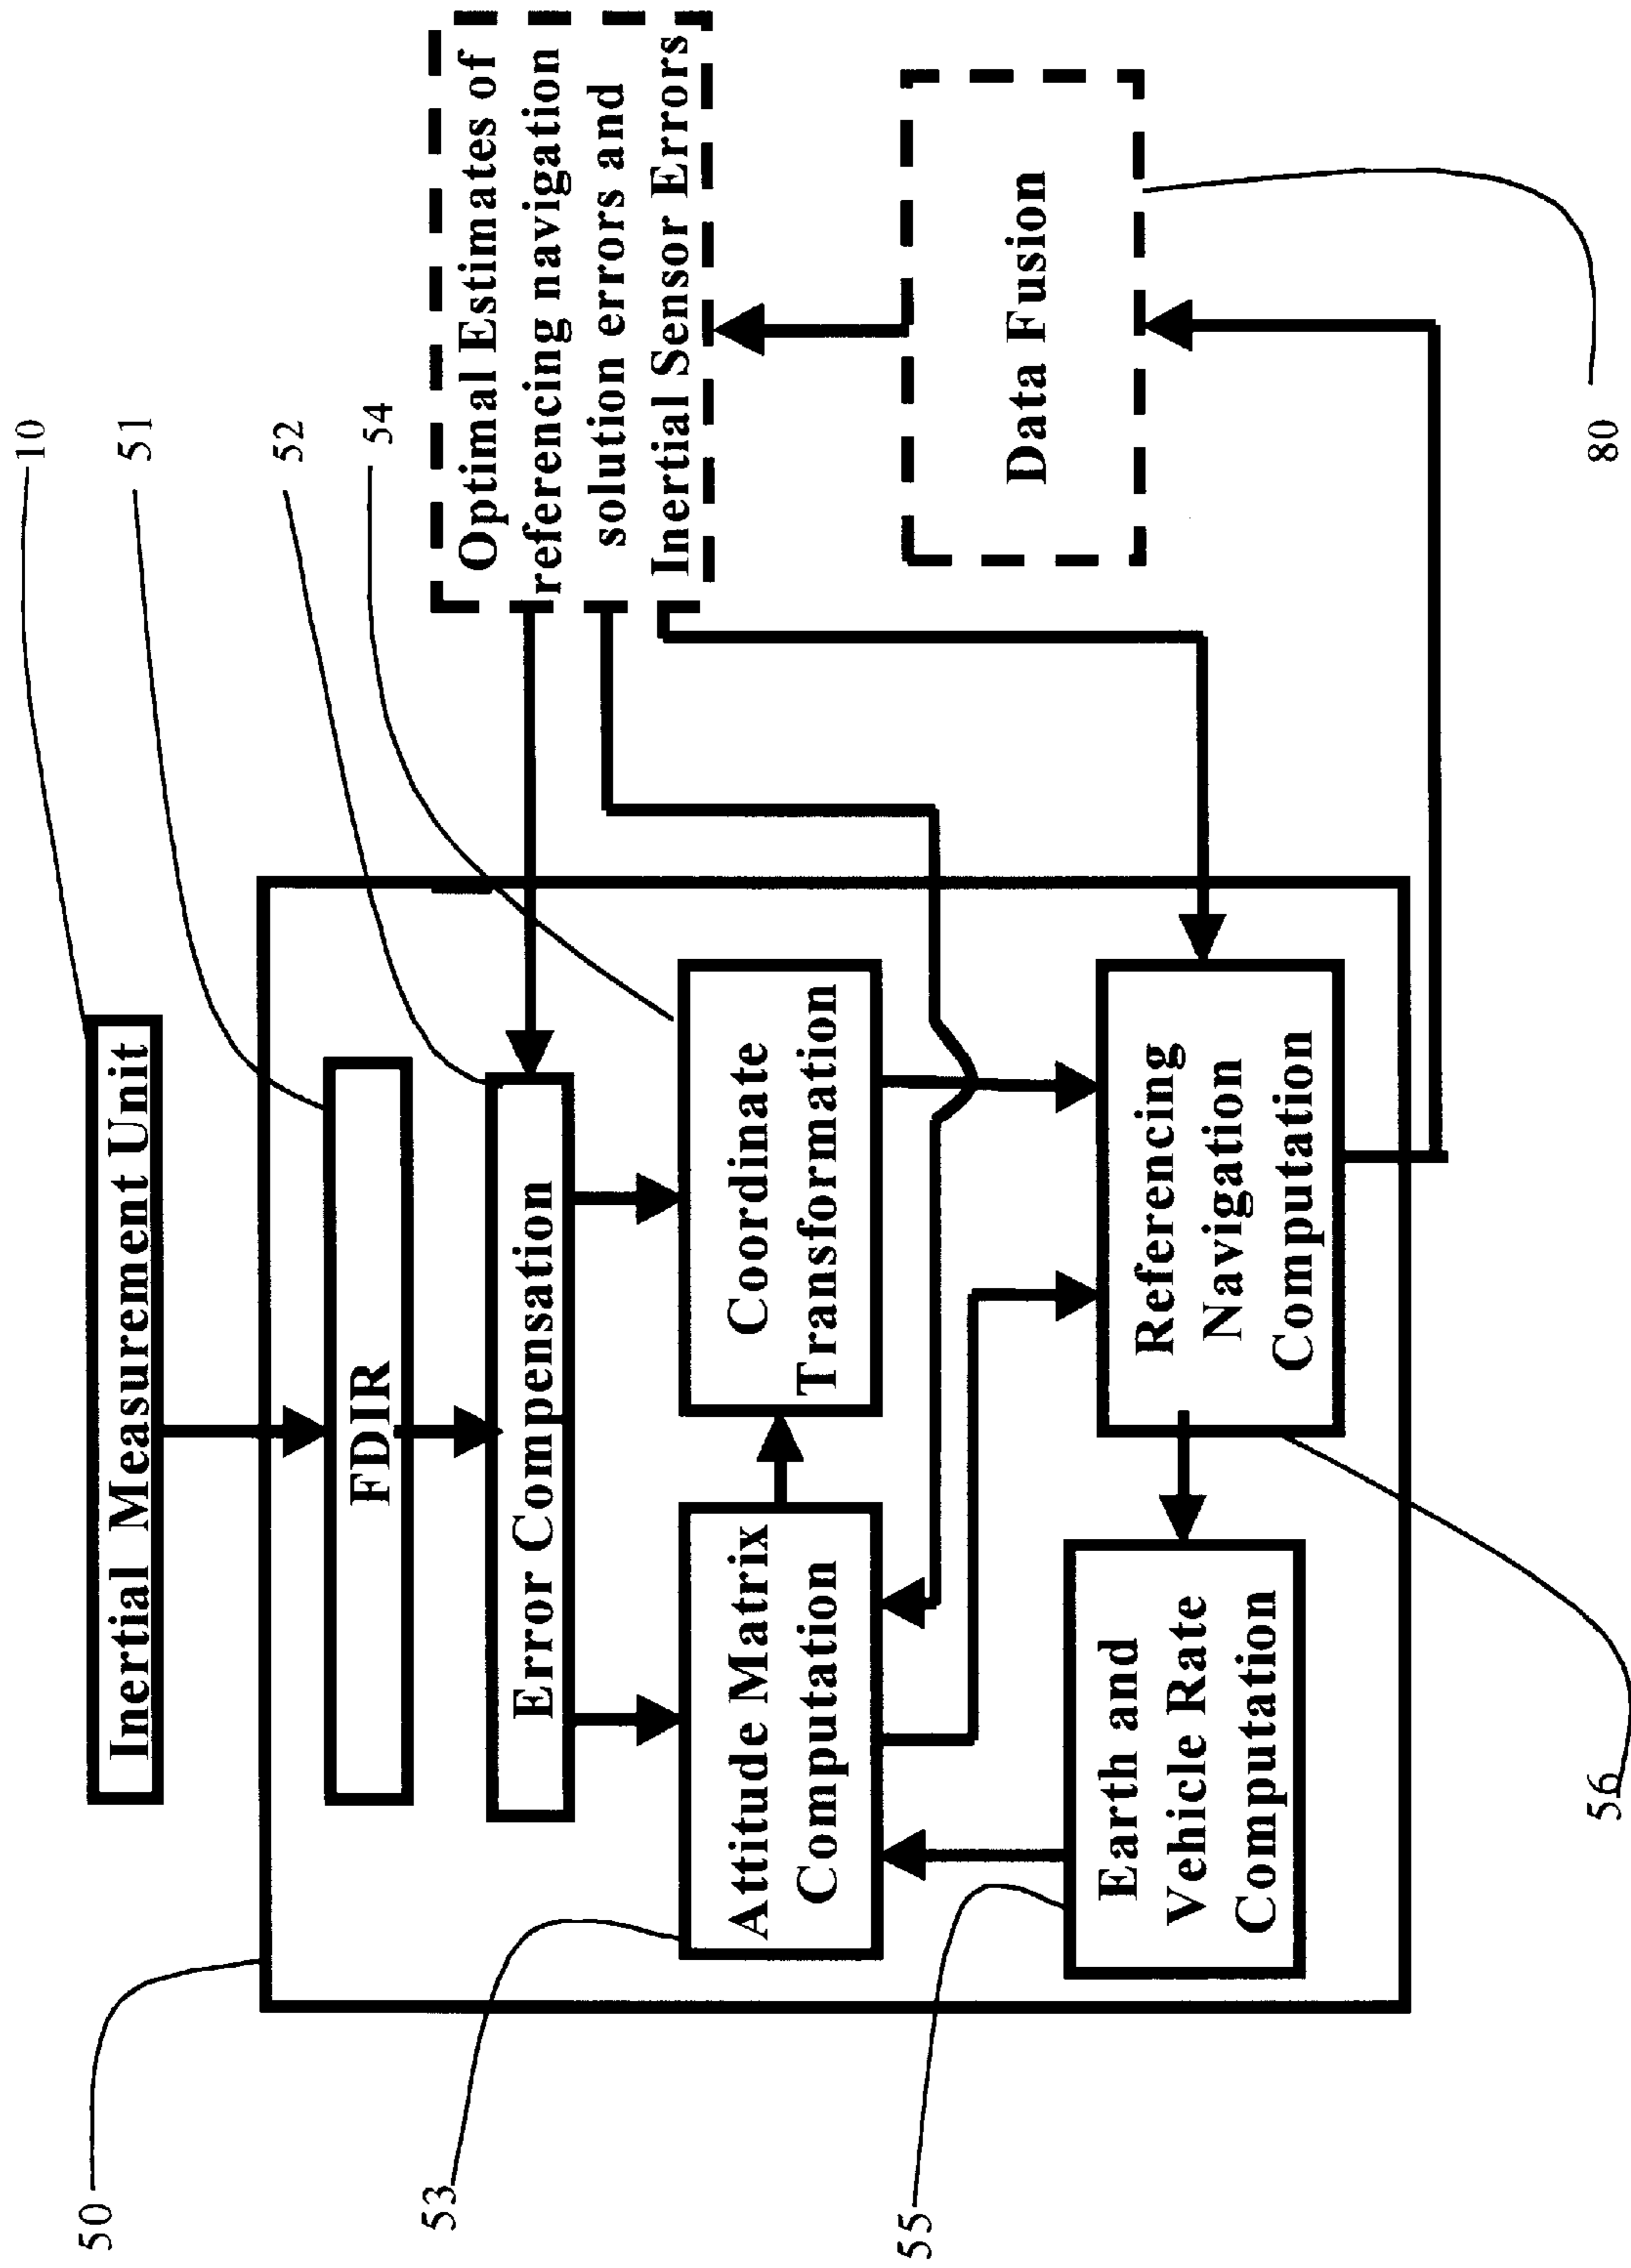 10
51
52
54
50
Inertial Measurement Unit
FDIR
Error Compensation
Optimal Estimates of
referencing navigation
solution errors and
Inertial Sensor Errors
53
Attitude Matrix
Computation
Coordinate
Transformation
Data Fusion
55
Earth and
Vehicle Rate
Computation
Referencing
Navigation
Computation
56
80